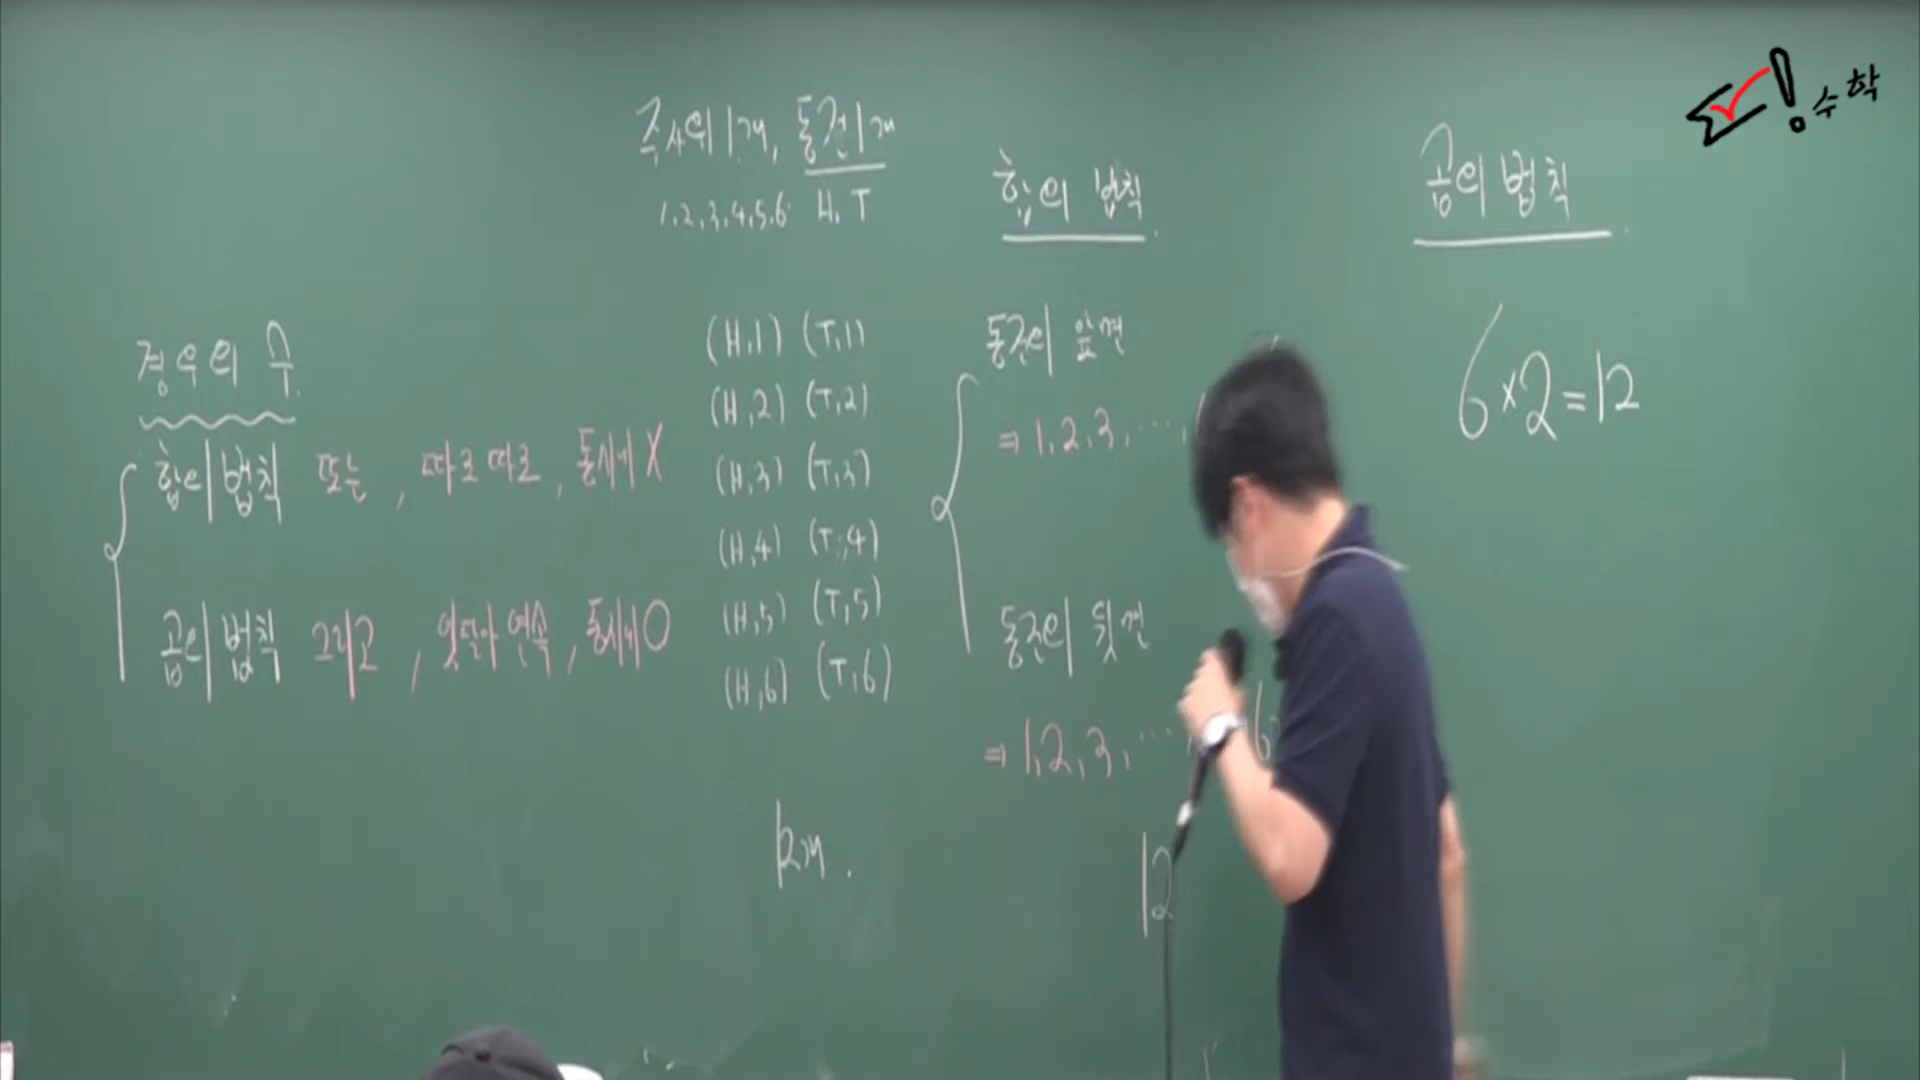 수학
주사위 1개, 동전 1개
1, 2, 3, 4, 5, 6 H, T
합의 법칙
곱의 법칙
경우의 수
합의 법칙 또는, 따로따로, 동시에 X
곱의 법칙 그리고, 잇달아 연속, 동시에 O
(H,1) (T,1)
(H,2) (T,2)
(H,3) (T,3)
(H,4) (T,4)
(H,5) (T,5)
(H,6) (T,6)
12개.
동전의 앞면
⇒ 1, 2, 3, ⋯,
동전의 뒷면
⇒ 1, 2, 3, ⋯ 6
12
6×2=12